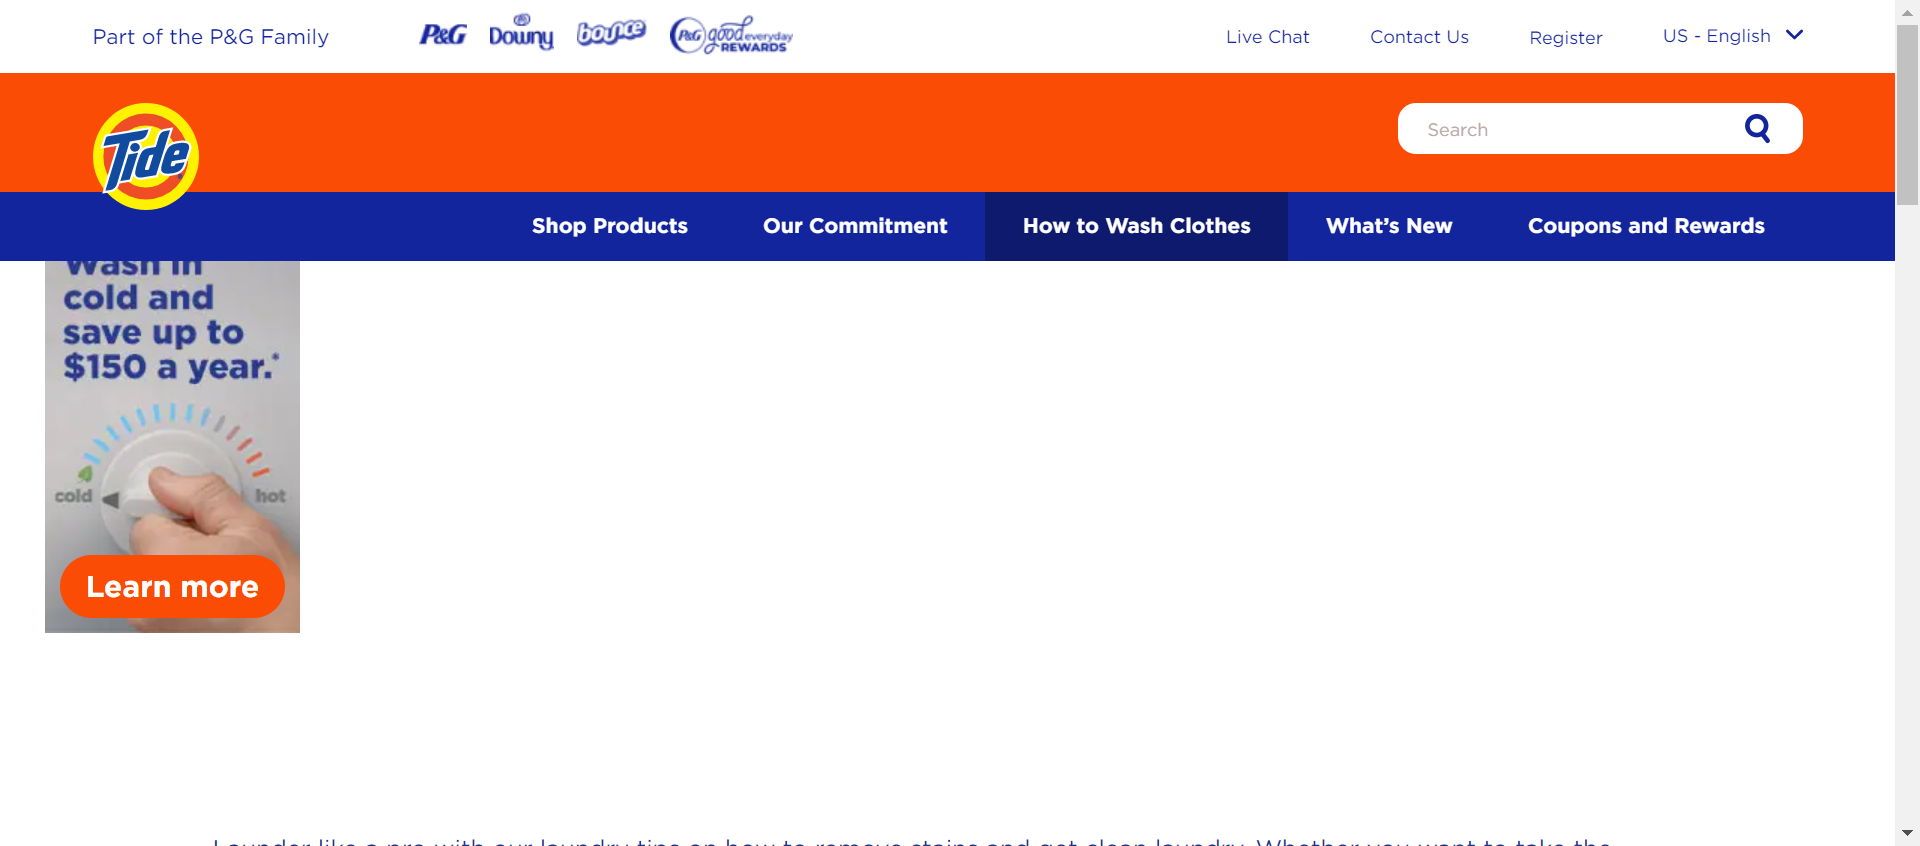 Part of the P&G Family
P&G
Downy
bounce
P&G good everyday
REWARDS
Live Chat
Contact Us
Register
US - English
Tide
Search
Shop Products
Our Commitment
How to Wash Clothes
What's New
Coupons and Rewards
Wash in
cold and
save up to
$150 a year.*
cold
hot
Learn more
Launder like a pro with our laundry tips on how to remove stains and get clean laundry. Whether you want to take the